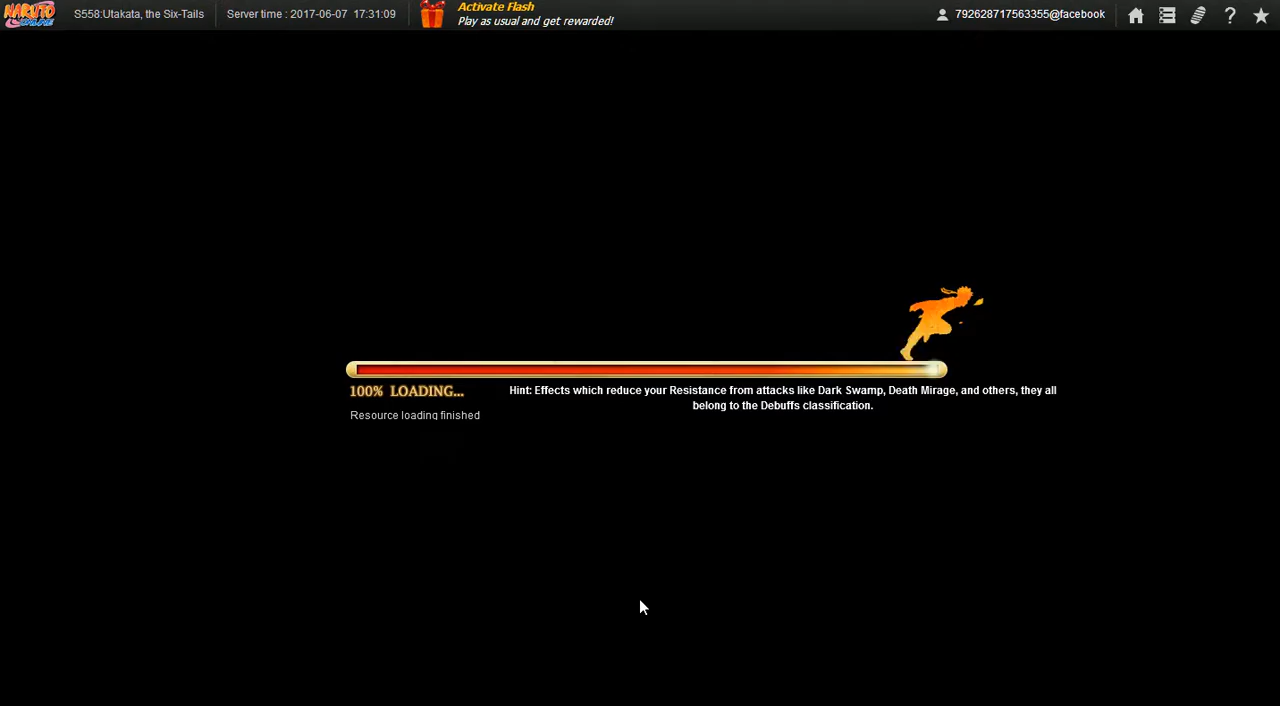 NARUTO
ONLINE
S558:Utakata, the Six-Tails
Server time : 2017-06-07 17:31:09
Activate Flash
Play as usual and get rewarded!
792628717563355@facebook
?
100% LOADING...
Resource loading finished
Hint: Effects which reduce your Resistance from attacks like Dark Swamp, Death Mirage, and others, they all
belong to the Debuffs classification.